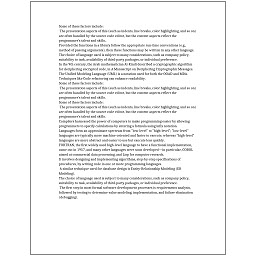 Some of these factors include:
The presentation aspects of this (such as indents, line breaks, color highlighting, and so on)
are often handled by the source code editor, but the content aspects reflect the
programmer's talent and skills.
Provided the functions in a library follow the appropriate run-time conventions (e.g.,
method of passing arguments), then these functions may be written in any other language.
The choice of language used is subject to many considerations, such as company policy,
suitability to task, availability of third-party packages, or individual preference.
In the 9th century, the Arab mathematician Al-Kindi described a cryptographic algorithm
for deciphering encrypted code, in A Manuscript on Deciphering Cryptographic Messages.
The Unified Modeling Language (UML) is a notation used for both the OOAD and MDA.
Techniques like Code refactoring can enhance readability.
Some of these factors include:
The presentation aspects of this (such as indents, line breaks, color highlighting, and so on)
are often handled by the source code editor, but the content aspects reflect the
programmer's talent and skills.
Some of these factors include:
The presentation aspects of this (such as indents, line breaks, color highlighting, and so on)
are often handled by the source code editor, but the content aspects reflect the
programmer's talent and skills.
Compilers harnessed the power of computers to make programming easier by allowing
programmers to specify calculations by entering a formula using infix notation.
Languages form an approximate spectrum from "low-level" to "high-level"; "low-level"
languages are typically more machine-oriented and faster to execute, whereas "high-level"
languages are more abstract and easier to use but execute less quickly.
FORTRAN, the first widely used high-level language to have a functional implementation,
came out in 1957, and many other languages were soon developed—in particular, COBOL
aimed at commercial data processing, and Lisp for computer research.
It involves designing and implementing algorithms, step-by-step specifications of
procedures, by writing code in one or more programming languages.
A similar technique used for database design is Entity-Relationship Modeling (ER
Modeling).
The choice of language used is subject to many considerations, such as company policy,
suitability to task, availability of third-party packages, or individual preference.
The first step in most formal software development processes is requirements analysis,
followed by testing to determine value modeling, implementation, and failure elimination
(debugging).